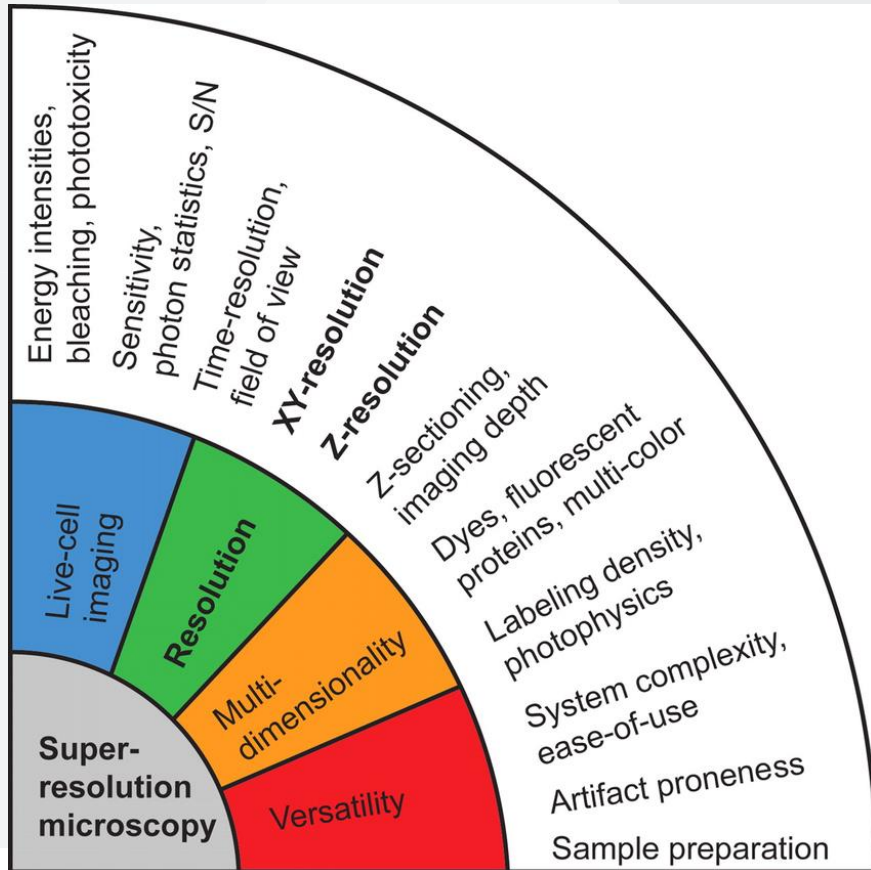 Energy intensities,
bleaching, phototoxicity
Sensitivity,
photon statistics, S/N
Time-resolution,
field of view
XY-resolution
Z-resolution
Z-sectioning,
imaging depth
Dyes, fluorescent
proteins, multi-color
Labeling density,
photophysics
System complexity,
ease-of-use
Artifact proneness
Sample preparation
Live-cell
imaging
Resolution
Multi-
dimensionality
Versatility
Super-
resolution
microscopy